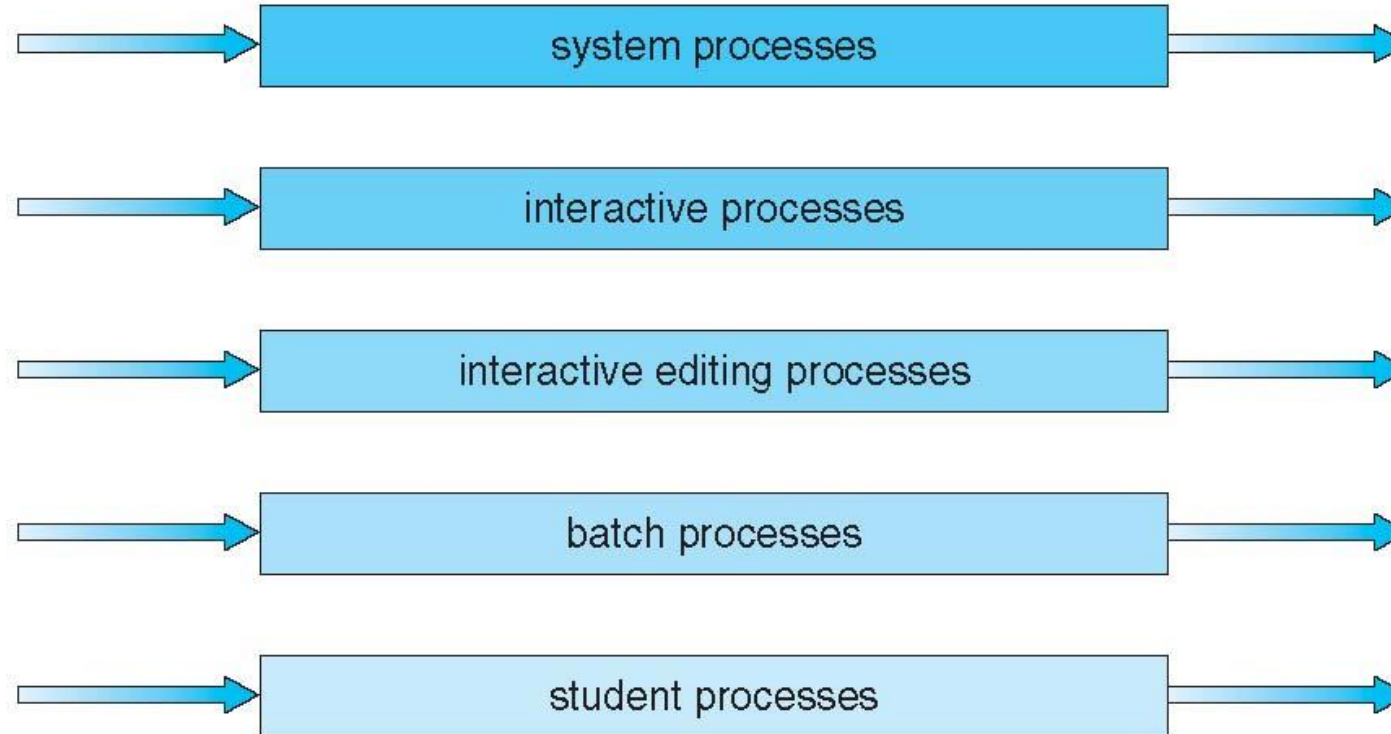 system processes
interactive processes
interactive editing processes
batch processes
student processes